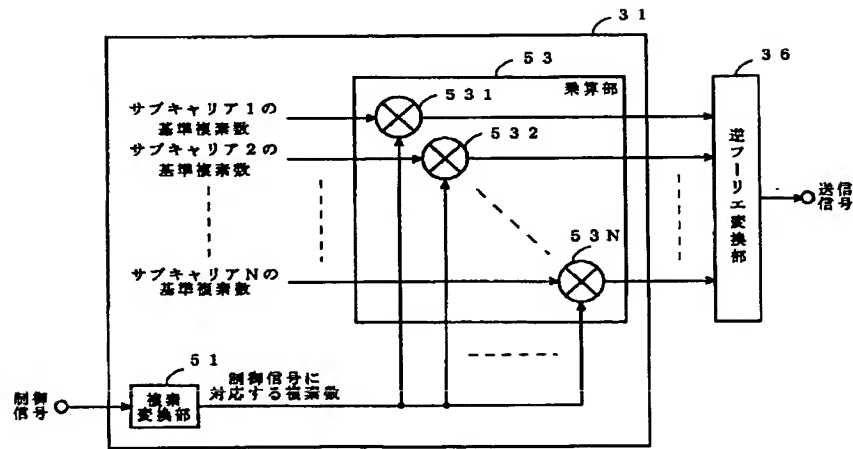 31
53
36
乗算部
サブキャリア1の
基準複素数
531
サブキャリア2の
基準複素数
532
サブキャリアNの
基準複素数
53N
逆フーリエ変換部
送信
信号
制御
信号
51
複素
変換部
制御信号に
対応する複素数